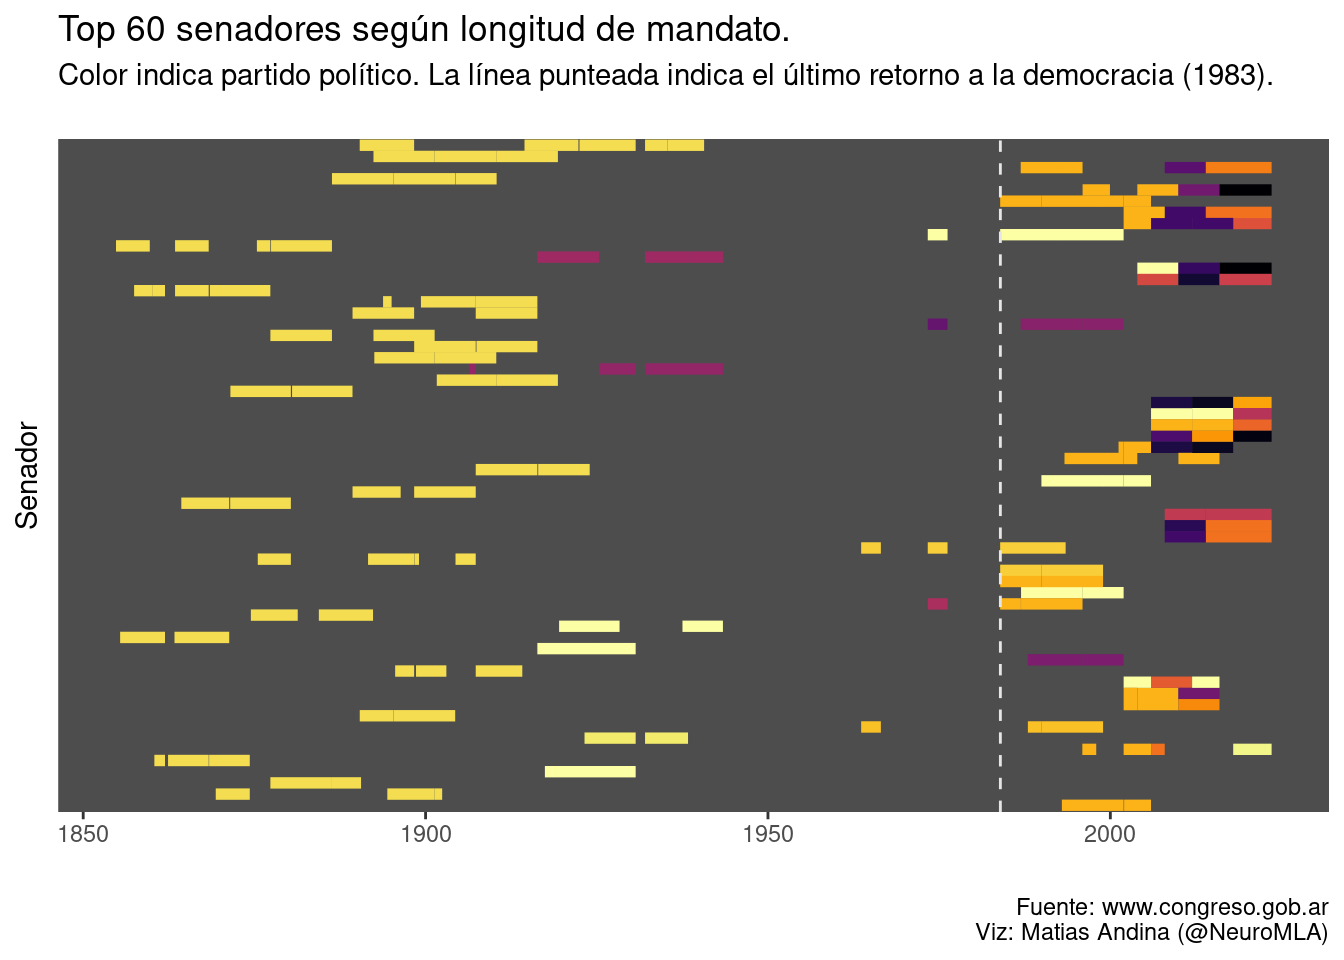 Top 60 senadores según longitud de mandato.
Color indica partido político. La línea punteada indica el último retorno a la democracia (1983).
Senador
1850
1900
1950
2000
Fuente: www.congreso.gob.ar
Viz: Matias Andina (@NeuroMLA)